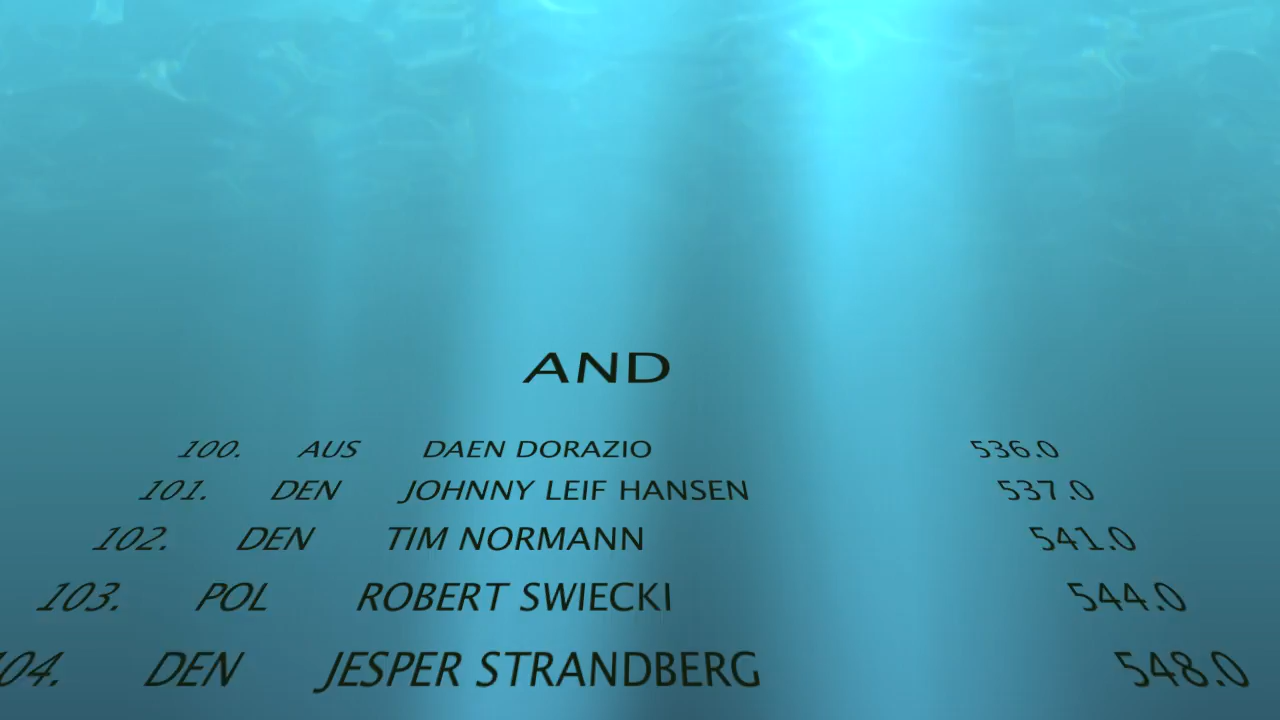 AND
100. AUS DAEN DORAZIO 536.0
101. DEN JOHNNY LEIF HANSEN 537.0
102. DEN TIM NORMANN 541.0
103. POL ROBERT SWIECKI 544.0
04. DEN JESPER STRANDBERG 548.0